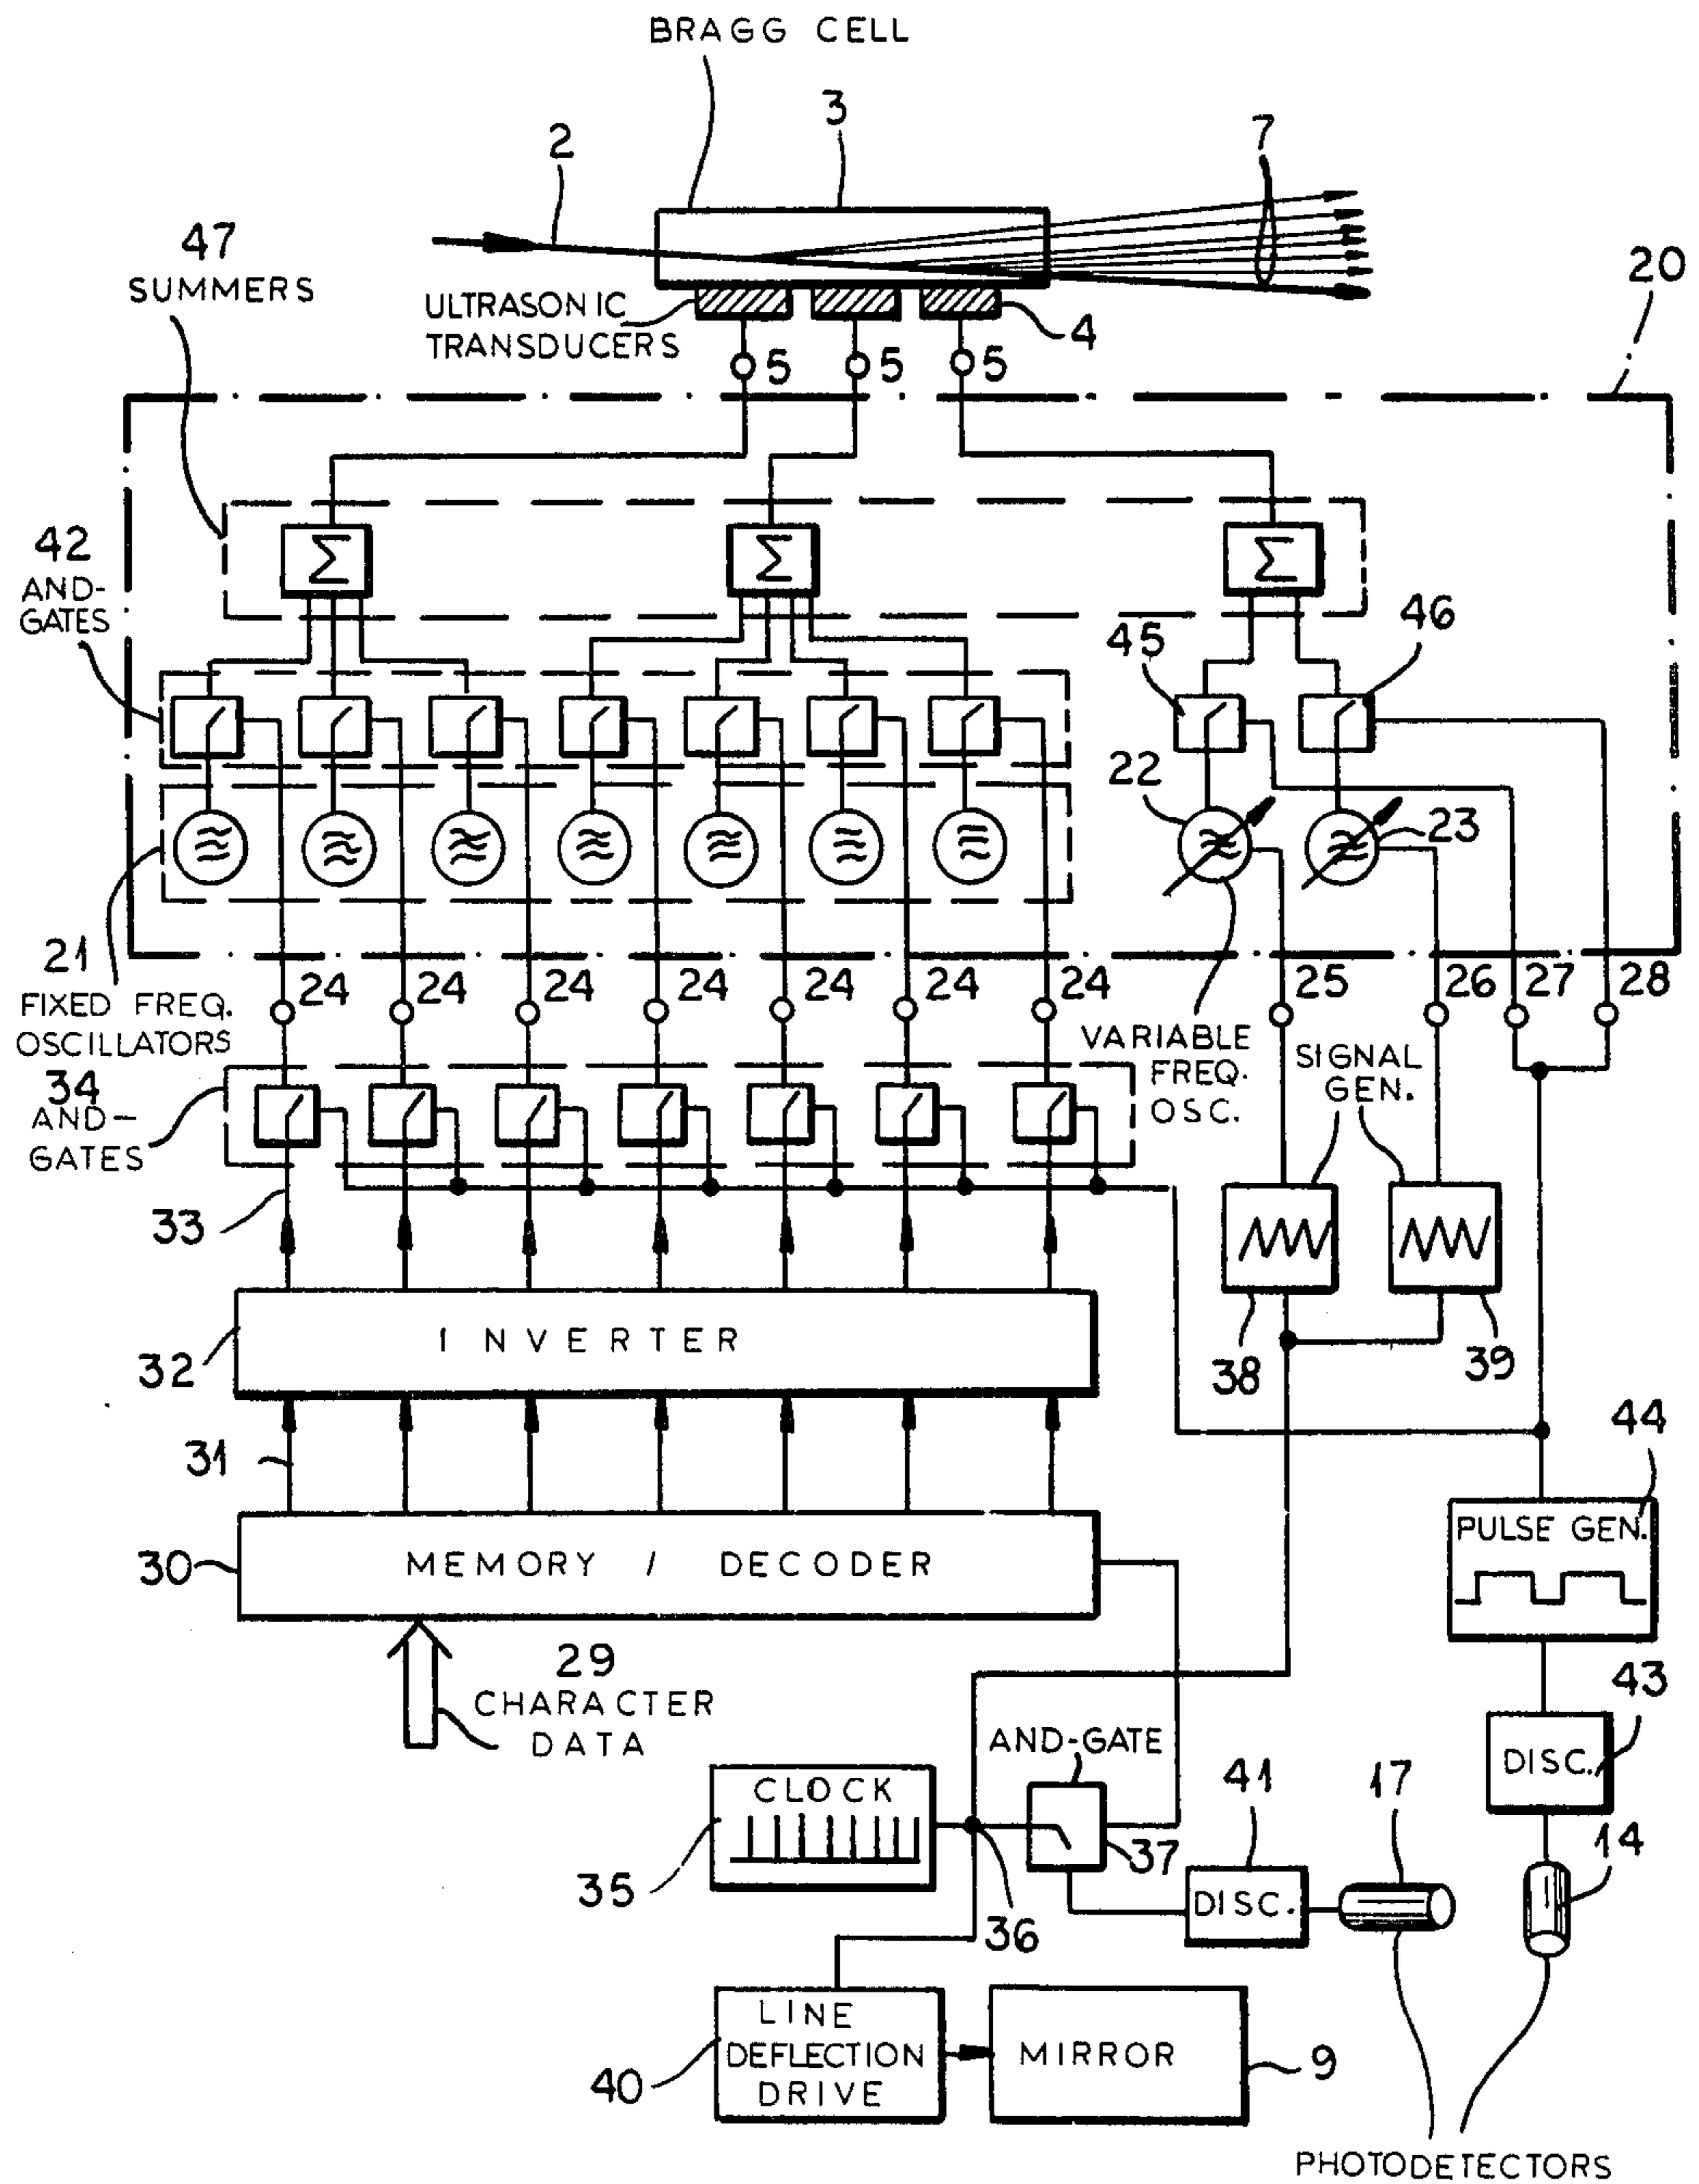 BRAGG CELL
3
2
7
47
SUMMERS
ULTRASONIC
TRANSDUCERS
4
20
5 5 5
Σ Σ Σ
42
AND-
GATES
45
46
22
23
21
FIXED FREQ.
OSCILLATORS
24 24 24 24 24 24 24
25 26 27 28
VARIABLE
FREQ.
OSC.
SIGNAL
GEN.
34
AND-
GATES
33
INVERTER
32
38
39
31
44
PULSE GEN.
30
MEMORY / DECODER
29
CHARACTER
DATA
43
DISC.
AND-GATE
CLOCK
35
36
37
41
DISC.
17
14
LINE
DEFLECTION
DRIVE
40
MIRROR
9
PHOTODETECTORS